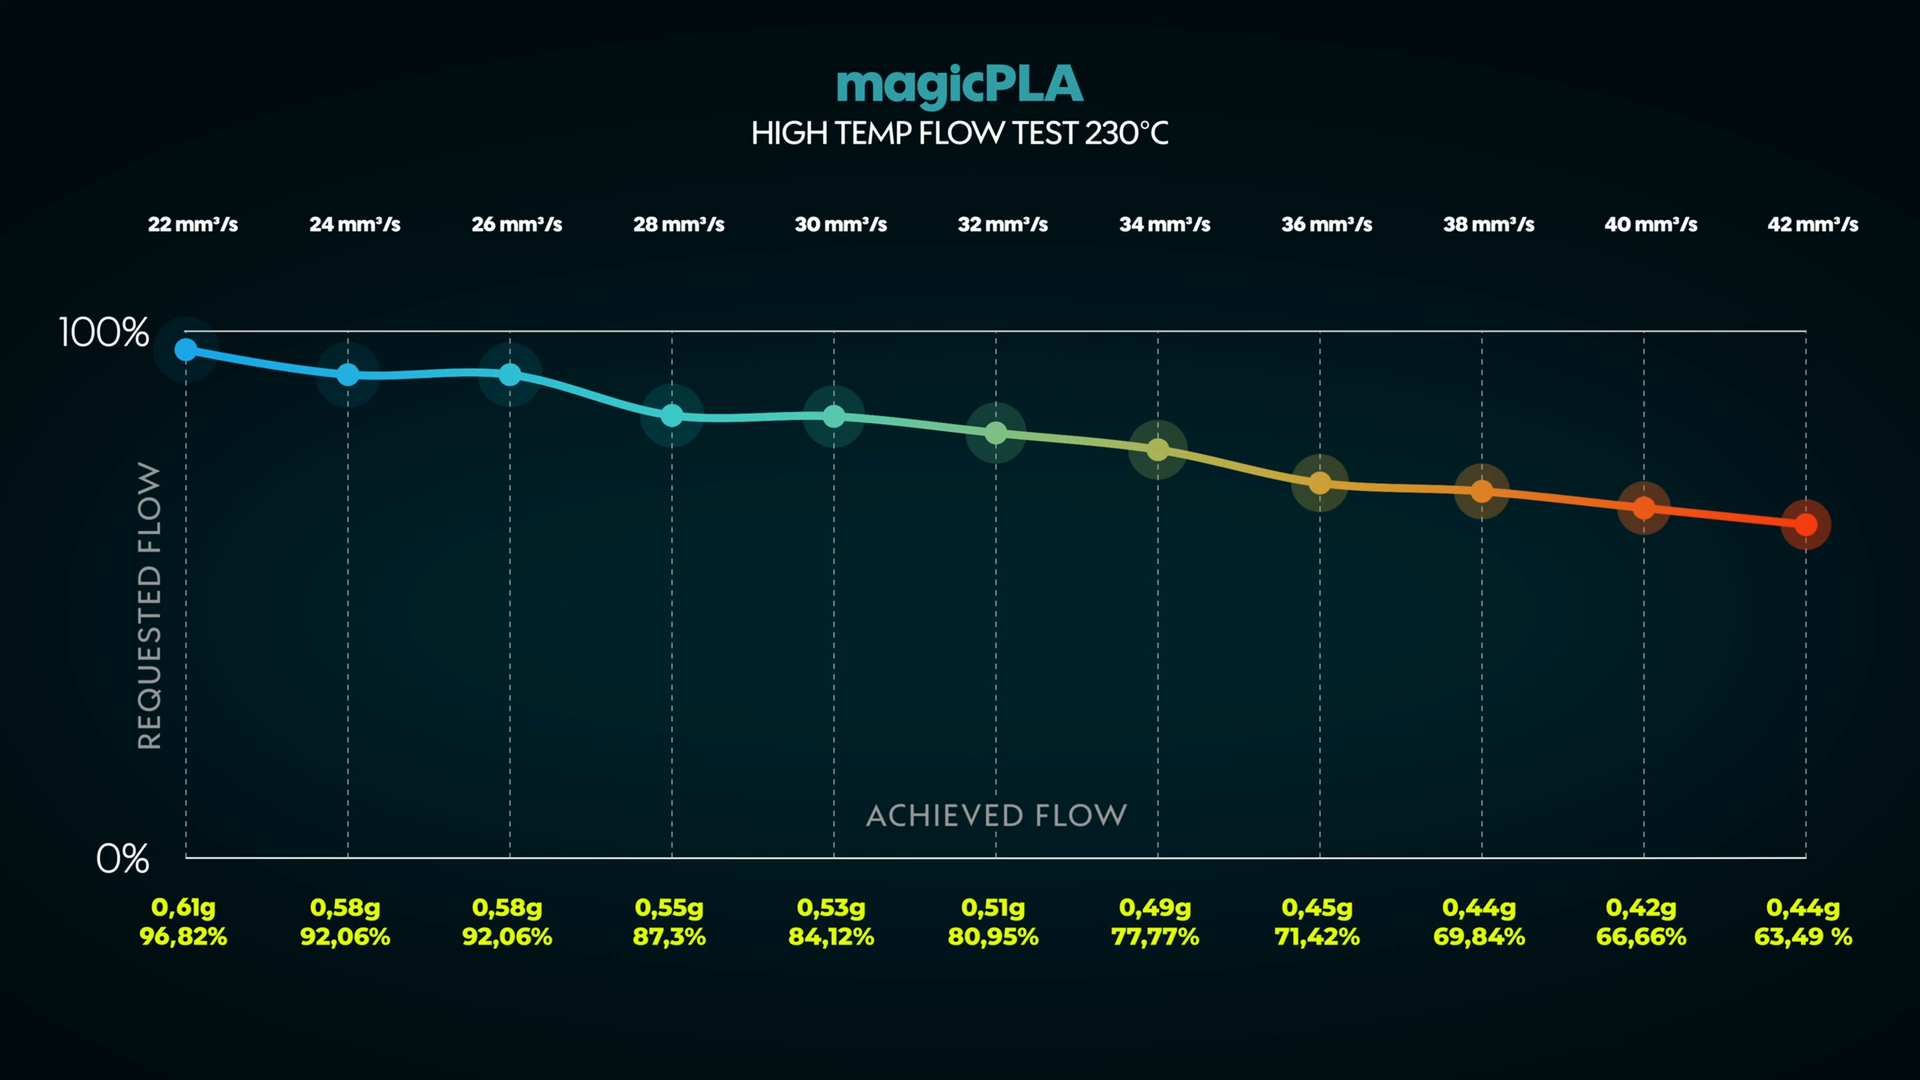 magicPLA
HIGH TEMP FLOW TEST 230°C
22 mm³/s 24 mm³/s 26 mm³/s 28 mm³/s 30 mm³/s 32 mm³/s 34 mm³/s 36 mm³/s 38 mm³/s 40 mm³/s 42 mm³/s
100%
REQUESTED FLOW
ACHIEVED FLOW
0%
0,61g 0,58g 0,58g 0,55g 0,53g 0,51g 0,49g 0,45g 0,44g 0,42g 0,44g
96,82% 92,06% 92,06% 87,3% 84,12% 80,95% 77,77% 71,42% 69,84% 66,66% 63,49 %